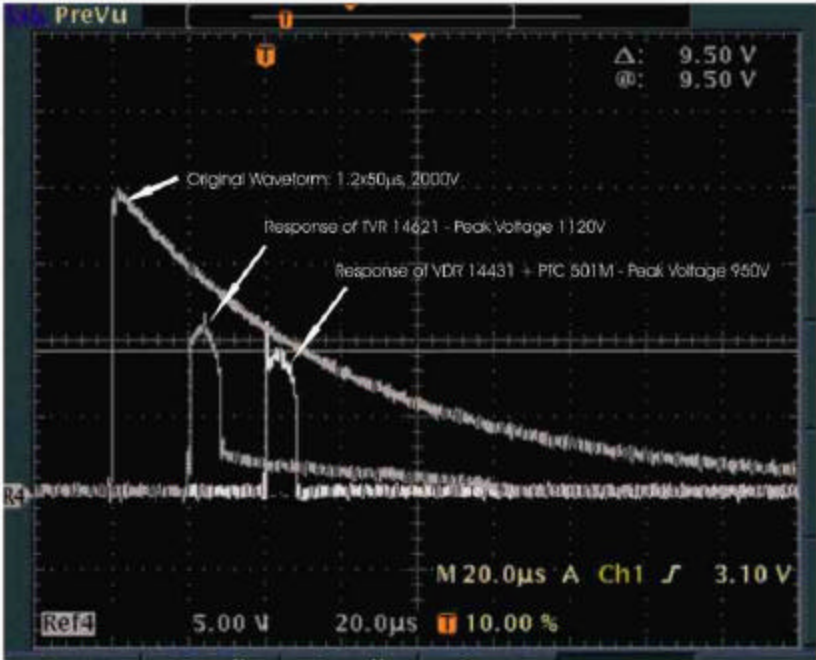 PreVu
T
T
Δ: 9.50 V
@: 9.50 V
Original Waveform: 1.2x50µs, 2000V
Response of TVR 14621 - Peak Voltage 1120V
Response of VDR 14431 + PTC 501M - Peak Voltage 950V
R4
M 20.0µs A Ch1 3.10 V
Ref4 5.00 V 20.0µs T 10.00 %